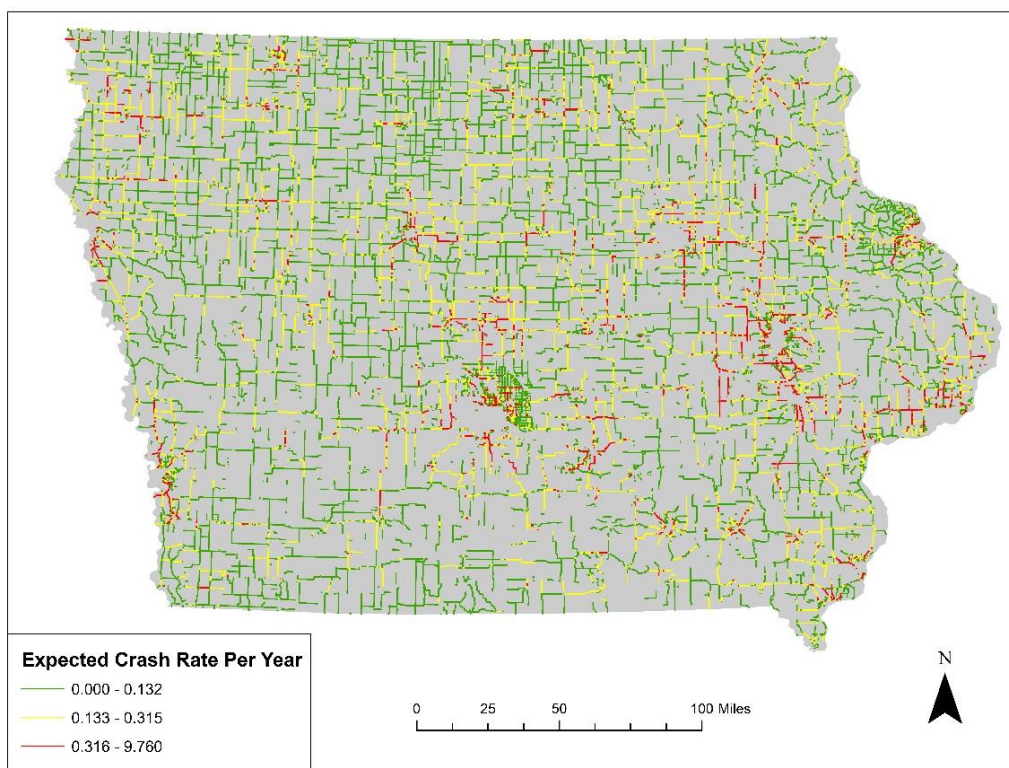 Expected Crash Rate Per Year
0.000 - 0.132
0.133 - 0.315
0.316 - 9.760
0 25 50 100 Miles
N